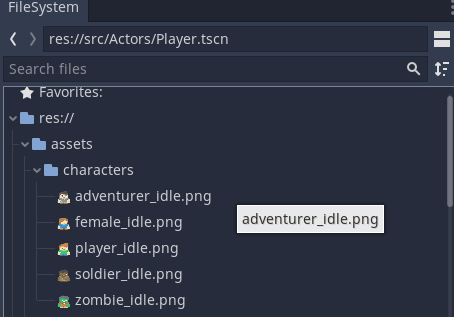 FileSystem
res://src/Actors/Player.tscn
Search files
Favorites:
res://
assets
characters
adventurer_idle.png
adventurer_idle.png
female_idle.png
player_idle.png
soldier_idle.png
zombie_idle.png